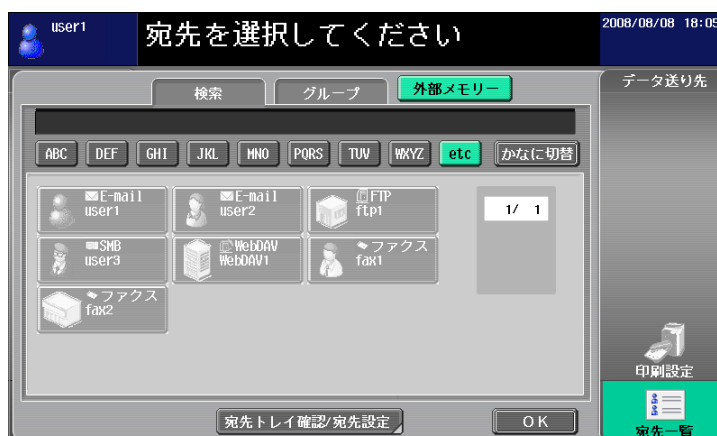 user1
宛先を選択してください
2008/08/08 18:05
検索
グループ
外部メモリー
データ送り先
ABC
DEF
GHI
JKL
MNO
PQRS
TUV
WXYZ
etc
かなに切替
E-mail
user1
E-mail
user2
FTP
ftp1
1/ 1
SMB
user3
WebDAV
WebDAV1
ファクス
fax1
ファクス
fax2
印刷設定
宛先トレイ確認/宛先設定
OK
宛先一覧